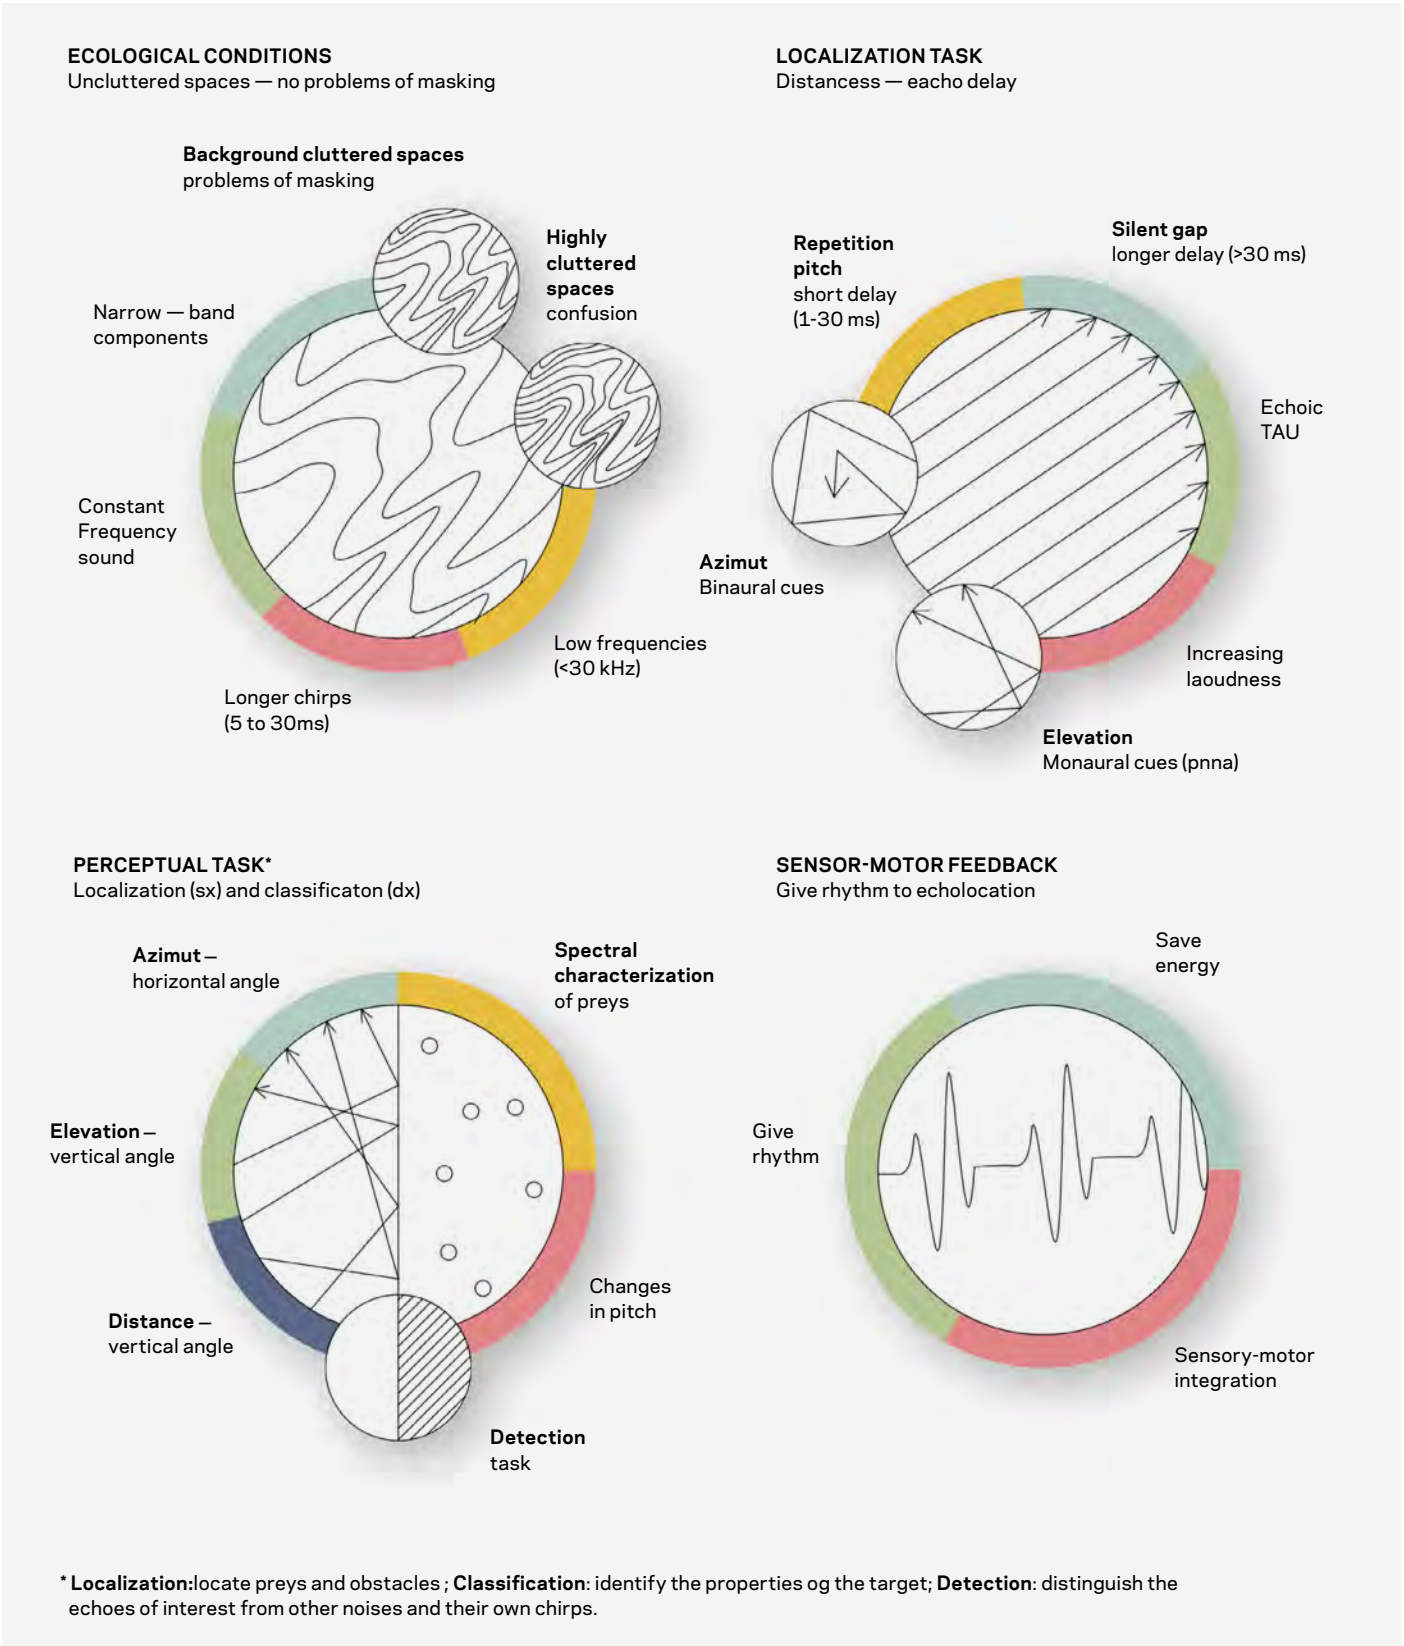 ECOLOGICAL CONDITIONS
Uncluttered spaces — no problems of masking
Background cluttered spaces
problems of masking
Highly
cluttered
spaces
confusion
Narrow — band
components
Constant
Frequency
sound
Longer chirps
(5 to 30ms)
Low frequencies
(<30 kHz)
LOCALIZATION TASK
Distancess — eacho delay
Repetition
pitch
short delay
(1-30 ms)
Silent gap
longer delay (>30 ms)
Echoic
TAU
Azimut
Binaural cues
Increasing
laoudness
Elevation
Monaural cues (pnna)
PERCEPTUAL TASK*
Localization (sx) and classificaton (dx)
Azimut —
horizontal angle
Spectral
characterization
of preys
Elevation —
vertical angle
Distance —
vertical angle
Changes
in pitch
Detection
task
SENSOR-MOTOR FEEDBACK
Give rhythm to echolocation
Save
energy
Give
rhythm
Sensory-motor
integration
* Localization:locate preys and obstacles ; Classification: identify the properties og the target; Detection: distinguish the
echoes of interest from other noises and their own chirps.